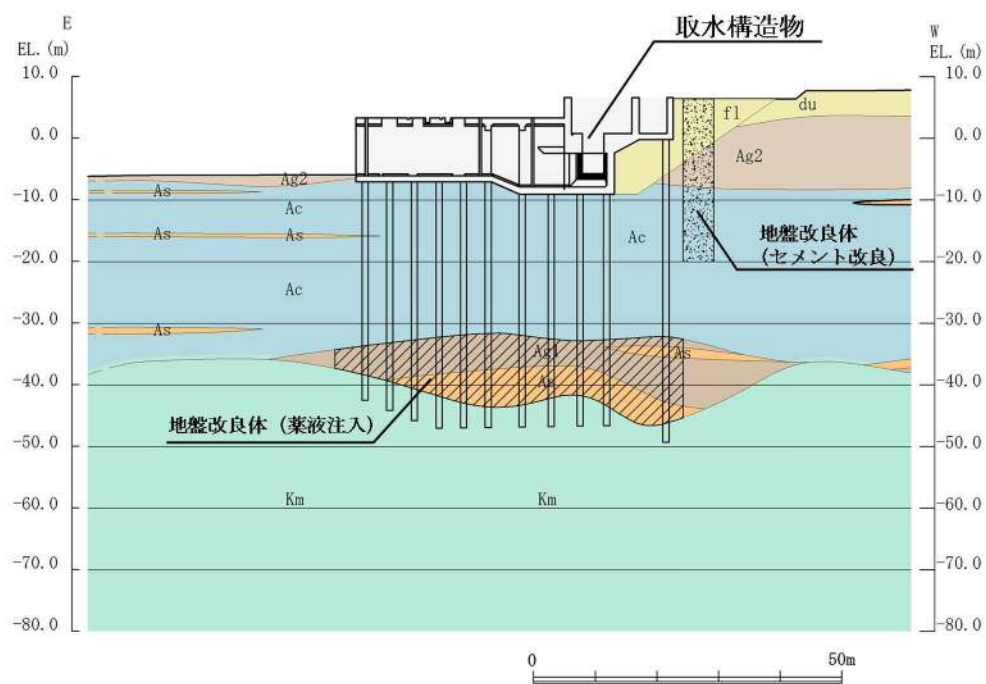 E
EL.(m)
取水構造物
W
EL.(m)
10.0
0.0
-10.0
-20.0
-30.0
-40.0
-50.0
-60.0
-70.0
-80.0
10.0
0.0
-10.0
-20.0
-30.0
-40.0
-50.0
-60.0
-70.0
-80.0
fl
du
Ag2
Ag2
As
Ac
As
As
Ac
地盤改良体
(セメント改良)
Ac
As
Ag1
As
As
地盤改良体 (薬液注入)
Km
Km
0
50m